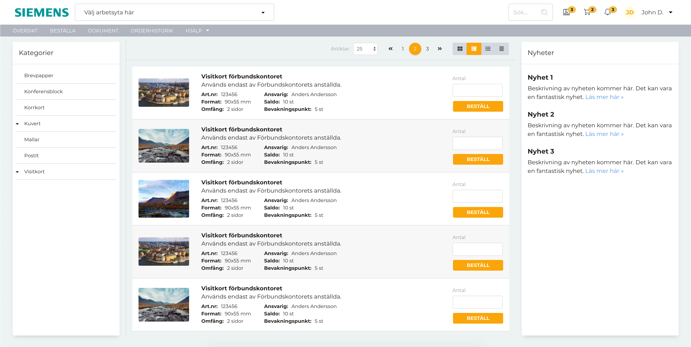 SIEMENS
Välj arbetsyta här
Sök...
3
2
3
JD
John D.
ÖVERSIKT BESTÄLLA DOKUMENT ORDERHISTORIK HJÄLP
Kategorier
Brevpapper
Konferensblock
Korrkort
Kuvert
Mallar
Postit
Visitkort
Artiklar: 25 « 1 2 3 »
Visitkort förbundskontoret
Används endast av Förbundskontorets anställda.
Art.nr: 123456 Ansvarig: Anders Andersson
Format: 90x55 mm Saldo: 10 st
Omfång: 2 sidor Bevakningspunkt: 5 st
Antal
BESTÄLL
Visitkort förbundskontoret
Används endast av Förbundskontorets anställda.
Art.nr: 123456 Ansvarig: Anders Andersson
Format: 90x55 mm Saldo: 10 st
Omfång: 2 sidor Bevakningspunkt: 5 st
Antal
BESTÄLL
Visitkort förbundskontoret
Används endast av Förbundskontorets anställda.
Art.nr: 123456 Ansvarig: Anders Andersson
Format: 90x55 mm Saldo: 10 st
Omfång: 2 sidor Bevakningspunkt: 5 st
Antal
BESTÄLL
Visitkort förbundskontoret
Används endast av Förbundskontorets anställda.
Art.nr: 123456 Ansvarig: Anders Andersson
Format: 90x55 mm Saldo: 10 st
Omfång: 2 sidor Bevakningspunkt: 5 st
Antal
BESTÄLL
Visitkort förbundskontoret
Används endast av Förbundskontorets anställda.
Art.nr: 123456 Ansvarig: Anders Andersson
Format: 90x55 mm Saldo: 10 st
Omfång: 2 sidor Bevakningspunkt: 5 st
Antal
BESTÄLL
Nyheter
Nyhet 1
Beskrivning av nyheten kommer här. Det kan vara
en fantastisk nyhet. Läs mer här »
Nyhet 2
Beskrivning av nyheten kommer här. Det kan vara
en fantastisk nyhet. Läs mer här »
Nyhet 3
Beskrivning av nyheten kommer här. Det kan vara
en fantastisk nyhet. Läs mer här »